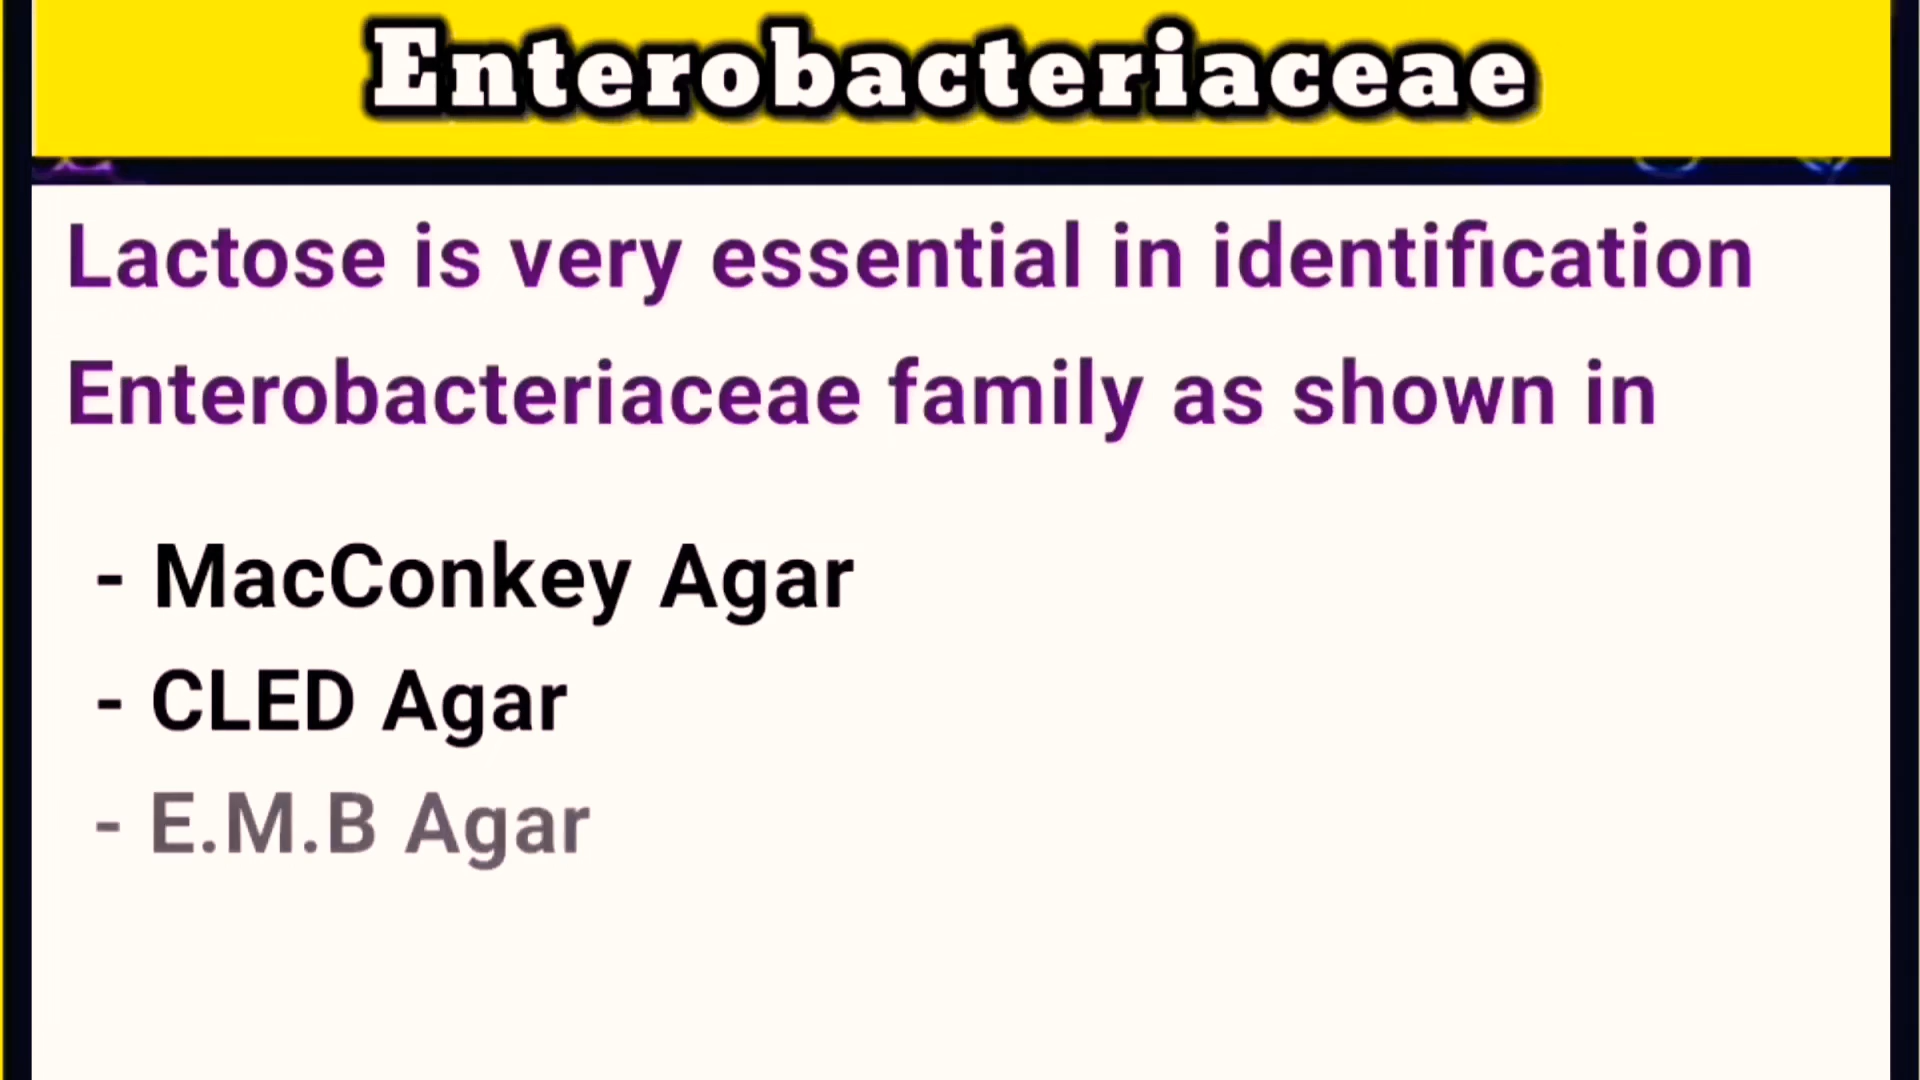 Enterobacteriaceae
Lactose is very essential in identification
Enterobacteriaceae family as shown in
- MacConkey Agar
- CLED Agar
- E.M.B Agar